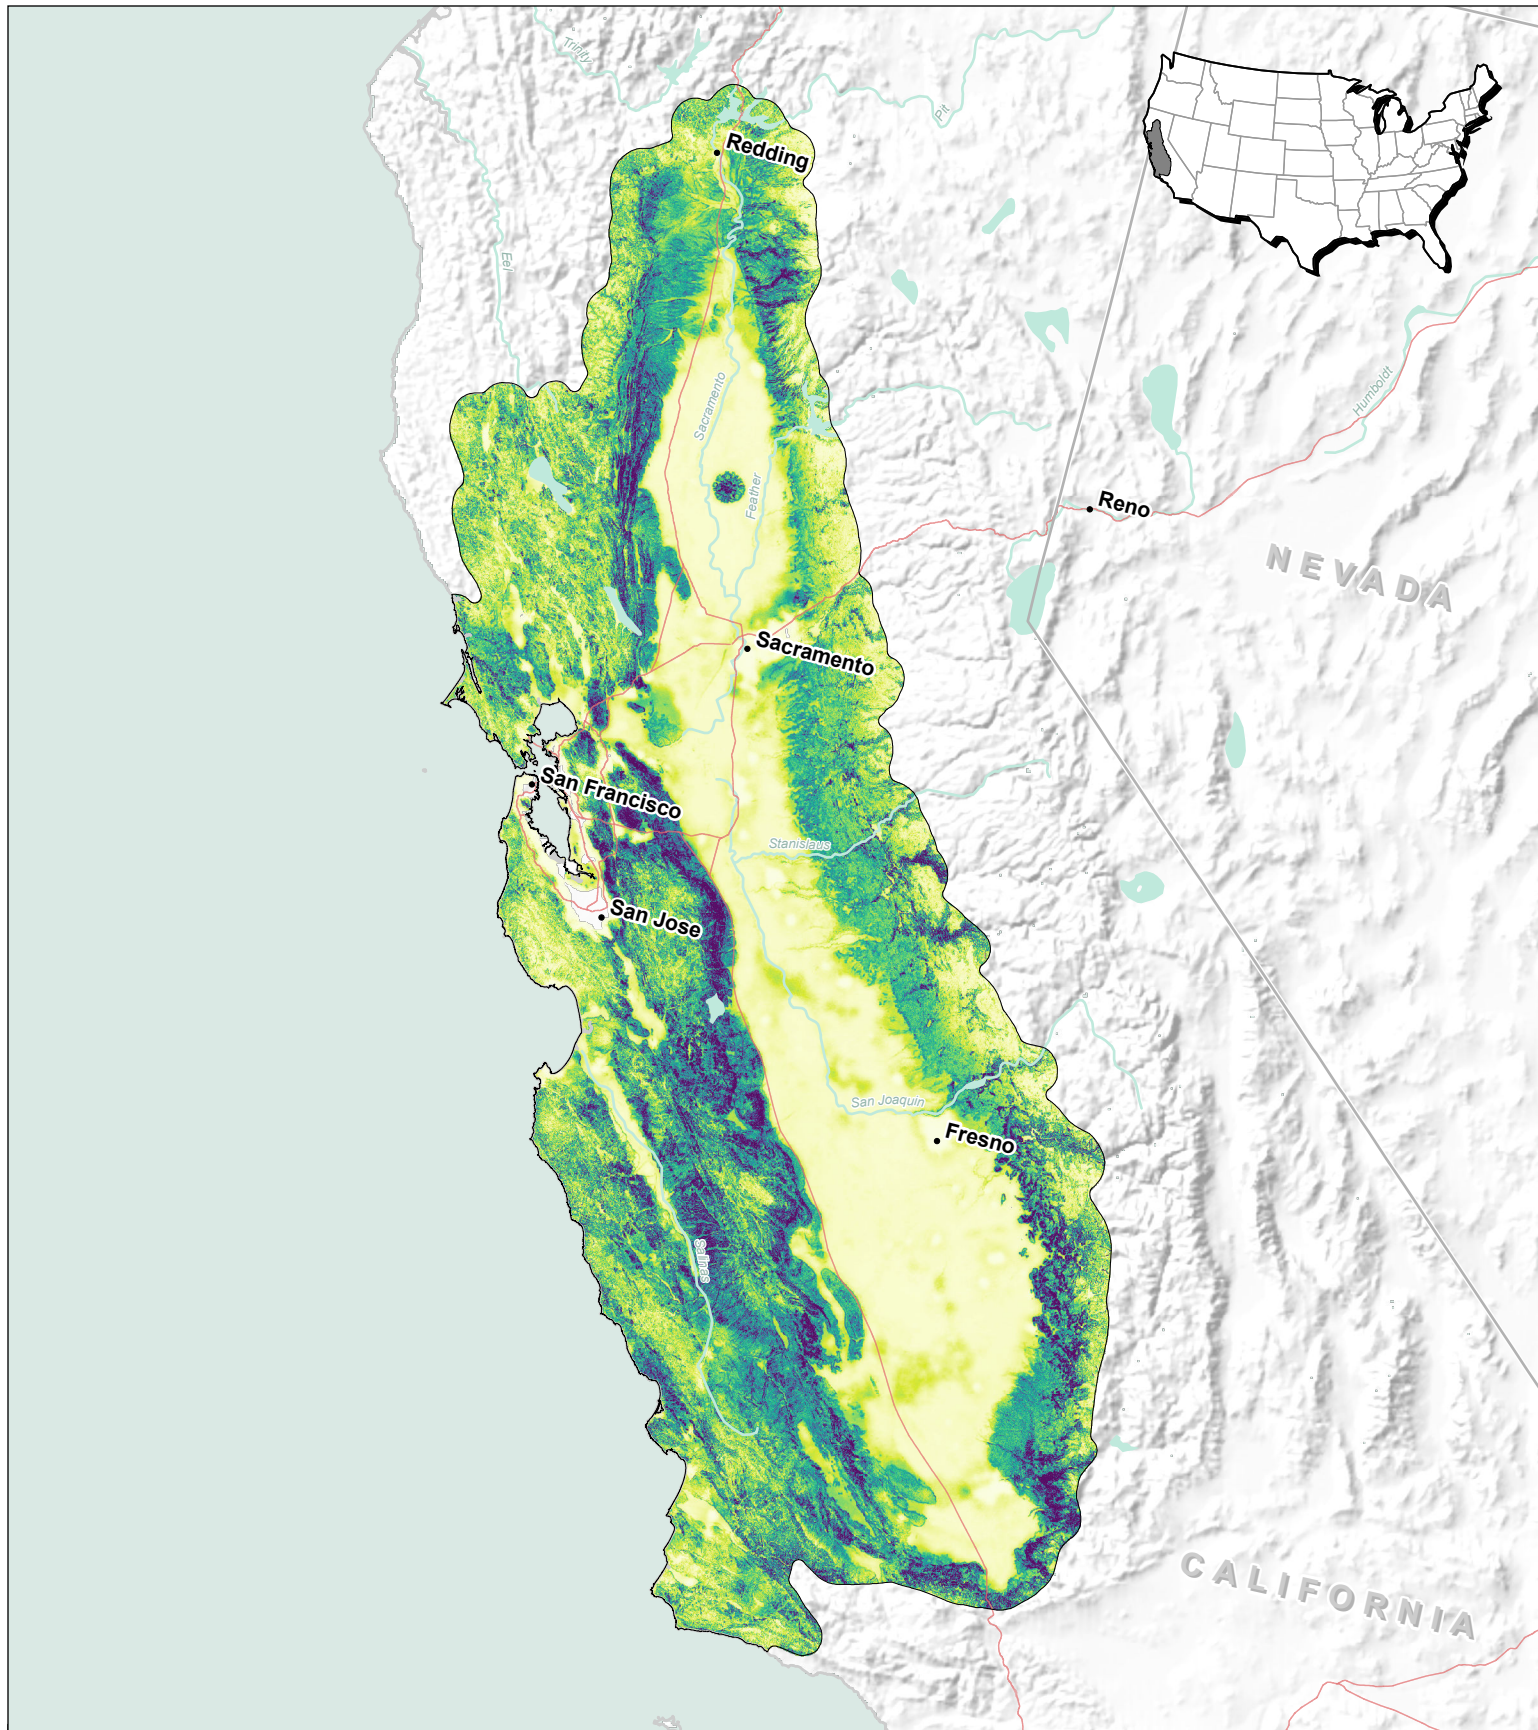 Trinity
Pit
Redding
Eel
Humboldt
Sacramento
Feather
Reno
NEVADA
Sacramento
San Francisco
Stanislaus
San Jose
San Joaquin
Fresno
Salinas
CALIFORNIA